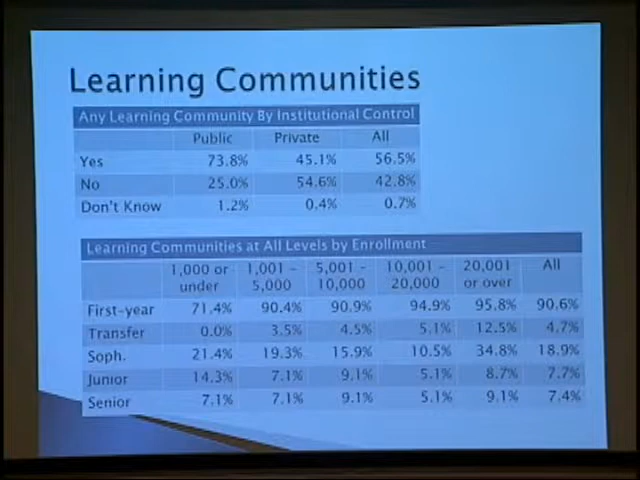 Learning Communities
Any Learning Community By Institutional Control
Public Private All
Yes 73.8% 45.1% 56.5%
No 25.0% 54.6% 42.8%
Don't Know 1.2% 0.4% 0.7%
Learning Communities at All Levels by Enrollment
1,000 or under 1,001 – 5,000 5,001 – 10,000 10,001 – 20,000 20,001 or over All
First-year 71.4% 90.4% 90.9% 94.9% 95.8% 90.6%
Transfer 0.0% 3.5% 4.5% 5.1% 12.5% 4.7%
Soph. 21.4% 19.3% 15.9% 10.5% 34.8% 18.9%
Junior 14.3% 7.1% 9.1% 5.1% 8.7% 7.7%
Senior 7.1% 7.1% 9.1% 5.1% 9.1% 7.4%